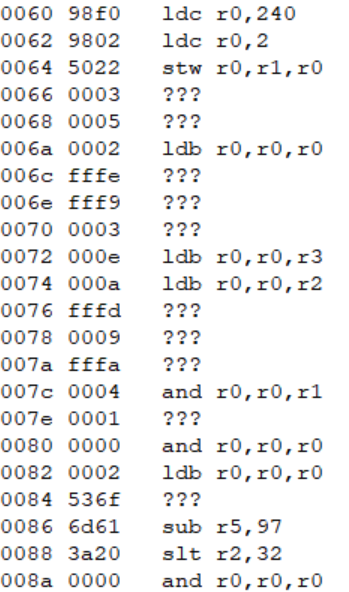 0060 98f0 ldc r0,240
0062 9802 ldc r0,2
0064 5022 stw r0,r1,r0
0066 0003 ???
0068 0005 ???
006a 0002 ldb r0,r0,r0
006c fffe ???
006e fff9 ???
0070 0003 ???
0072 000e ldb r0,r0,r3
0074 000a ldb r0,r0,r2
0076 fffd ???
0078 0009 ???
007a fffa ???
007c 0004 and r0,r0,r1
007e 0001 ???
0080 0000 and r0,r0,r0
0082 0002 ldb r0,r0,r0
0084 536f ???
0086 6d61 sub r5,97
0088 3a20 slt r2,32
008a 0000 and r0,r0,r0